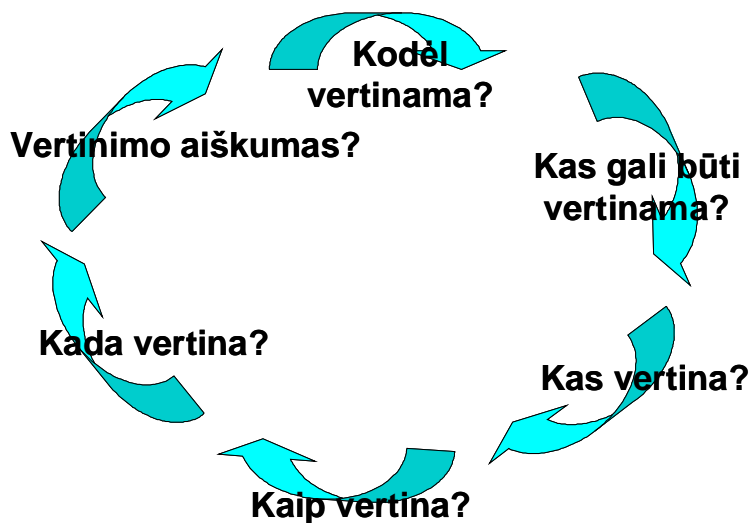 Kodėl
vertinama?
Kas gali būti
vertinama?
Kas vertina?
Kaip vertina?
Kada vertina?
Vertinimo aiškumas?